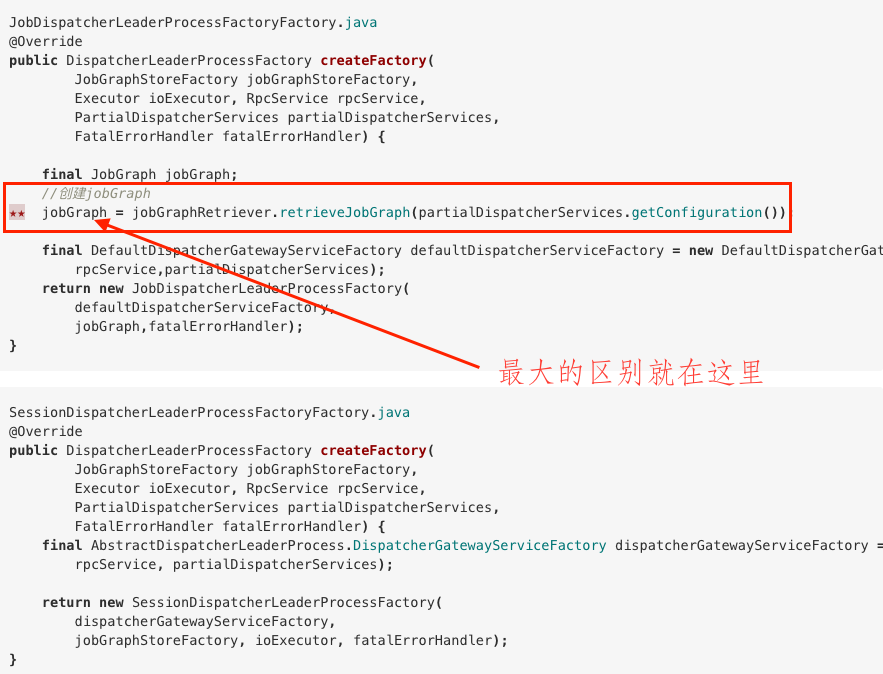 JobDispatcherLeaderProcessFactoryFactory.java
@Override
public DispatcherLeaderProcessFactory createFactory(
JobGraphStoreFactory jobGraphStoreFactory,
Executor ioExecutor, RpcService rpcService,
PartialDispatcherServices partialDispatcherServices,
FatalErrorHandler fatalErrorHandler) {
final JobGraph jobGraph;
//创建jobGraph
★★ jobGraph = jobGraphRetriever.retrieveJobGraph(partialDispatcherServices.getConfiguration())
final DefaultDispatcherGatewayServiceFactory defaultDispatcherServiceFactory = new DefaultDispatcherGat
rpcService,partialDispatcherServices);
return new JobDispatcherLeaderProcessFactory(
defaultDispatcherServiceFactory,
jobGraph,fatalErrorHandler);
}
最大的区别就在这里
SessionDispatcherLeaderProcessFactoryFactory.java
@Override
public DispatcherLeaderProcessFactory createFactory(
JobGraphStoreFactory jobGraphStoreFactory,
Executor ioExecutor, RpcService rpcService,
PartialDispatcherServices partialDispatcherServices,
FatalErrorHandler fatalErrorHandler) {
final AbstractDispatcherLeaderProcess.DispatcherGatewayServiceFactory dispatcherGatewayServiceFactory =
rpcService, partialDispatcherServices);
return new SessionDispatcherLeaderProcessFactory(
dispatcherGatewayServiceFactory,
jobGraphStoreFactory, ioExecutor, fatalErrorHandler);
}